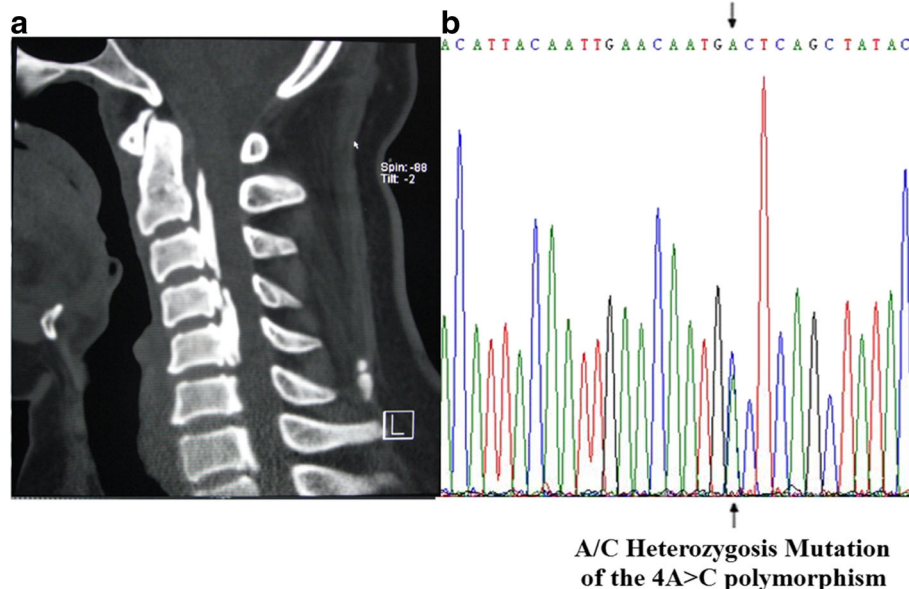 a
b
ACATTACAATTGAACAATGACTCAGCTATAC
Spin: -88
Tilt: -2
L
A/C Heterozygosis Mutation
of the 4A>C polymorphism